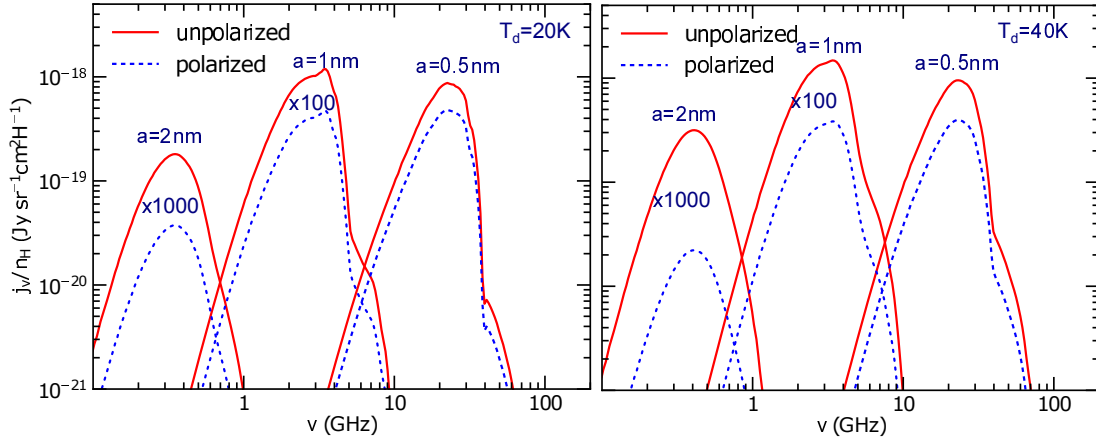 unpolarized
polarized
T_d=20K
a=1nm
a=0.5nm
x100
a=2nm
x1000
10⁻¹⁸
10⁻¹⁹
10⁻²⁰
10⁻²¹
j_ν/n_H (Jy sr⁻¹cm²H⁻¹)
1 10 100
ν (GHz)
unpolarized
polarized
T_d=40K
a=1nm
a=0.5nm
x100
a=2nm
x1000
1 10 100
ν (GHz)